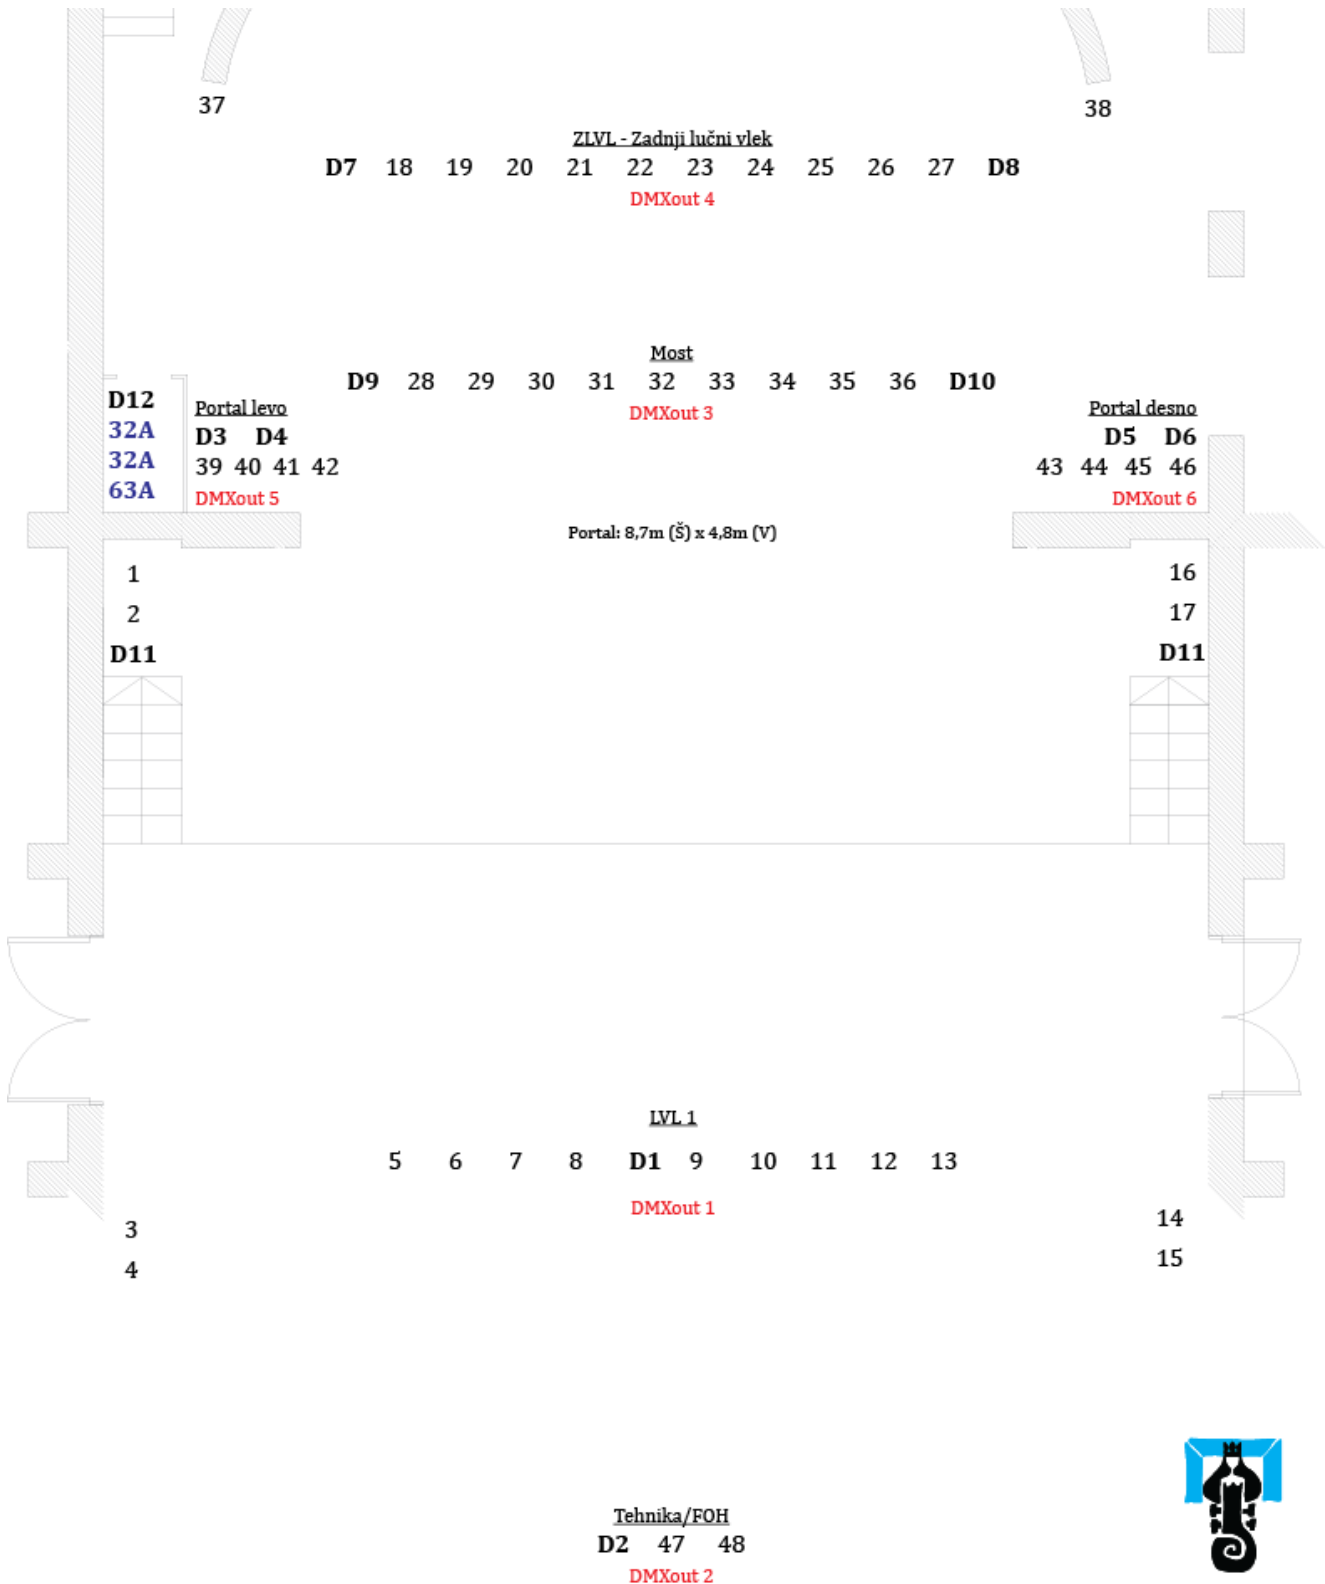 37 38
ZLVL - Zadnji lučni vlek
D7 18 19 20 21 22 23 24 25 26 27 D8
DMXout 4
Most
D9 28 29 30 31 32 33 34 35 36 D10
DMXout 3
D12
32A
32A
63A
Portal levo
D3 D4
39 40 41 42
DMXout 5
Portal desno
D5 D6
43 44 45 46
DMXout 6
Portal: 8,7m (Š) x 4,8m (V)
1
2
D11
16
17
D11
LVL 1
5 6 7 8 D1 9 10 11 12 13
DMXout 1
3
4
14
15
Tehnika/FOH
D2 47 48
DMXout 2